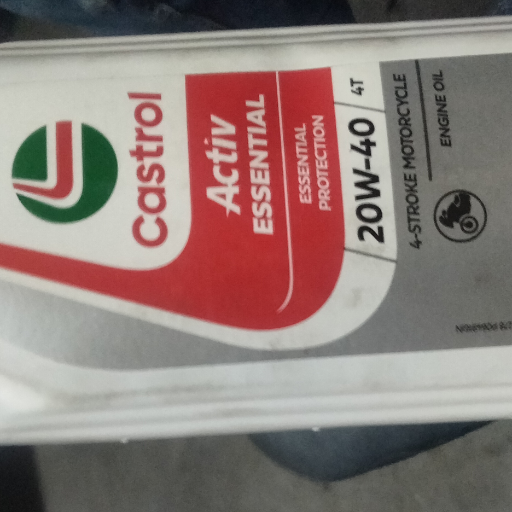 Castrol
Activ
ESSENTIAL
ESSENTIAL
PROTECTION
20W-40 4T
4-STROKE MOTORCYCLE
ENGINE OIL